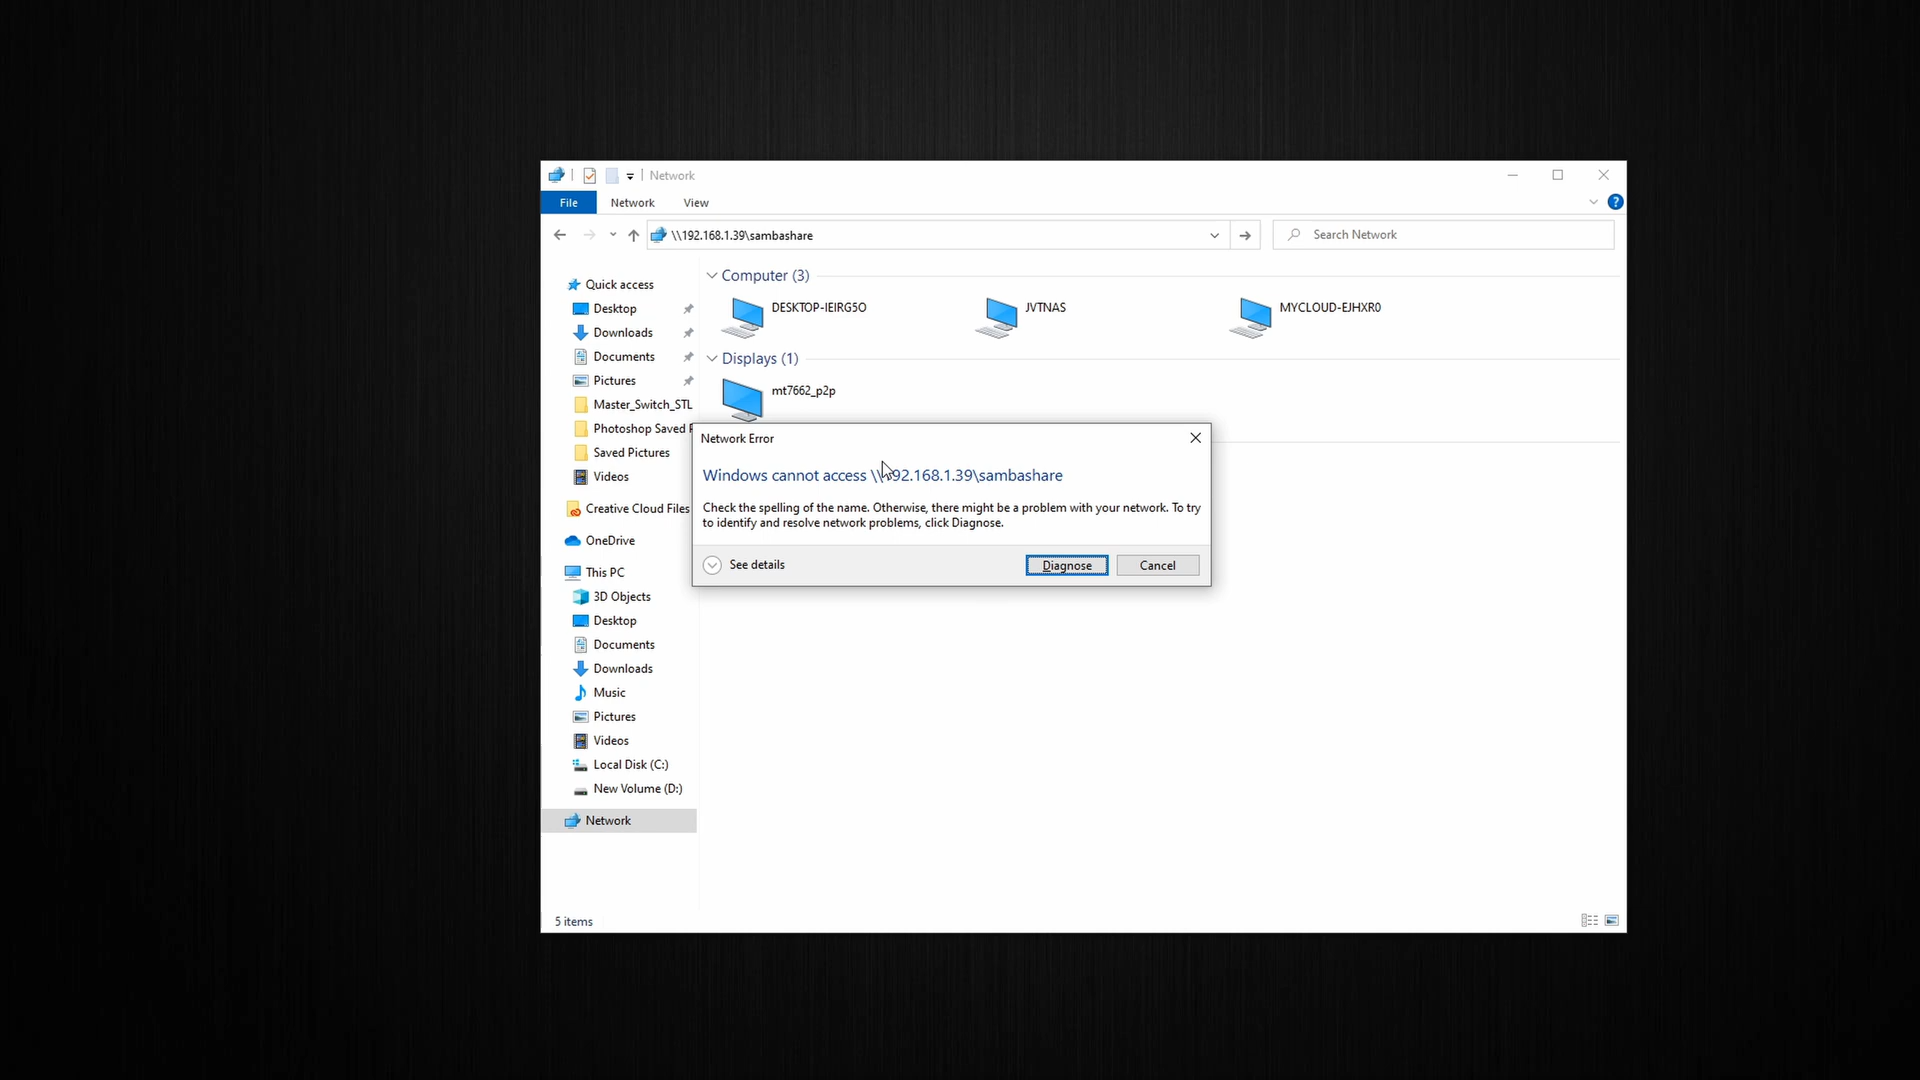 Network
File Network View
\\192.168.1.39\sambashare
Search Network
Quick access
Desktop
Downloads
Documents
Pictures
Master_Switch_STL
Photoshop Saved
Saved Pictures
Videos
Creative Cloud Files
OneDrive
This PC
3D Objects
Desktop
Documents
Downloads
Music
Pictures
Videos
Local Disk (C:)
New Volume (D:)
Network
Computer (3)
DESKTOP-IEIRG5O JVTNAS MYCLOUD-EJHXR0
Displays (1)
mt7662_p2p
Network Error
Windows cannot access \\192.168.1.39\sambashare
Check the spelling of the name. Otherwise, there might be a problem with your network. To try
to identify and resolve network problems, click Diagnose.
See details
Diagnose Cancel
5 items